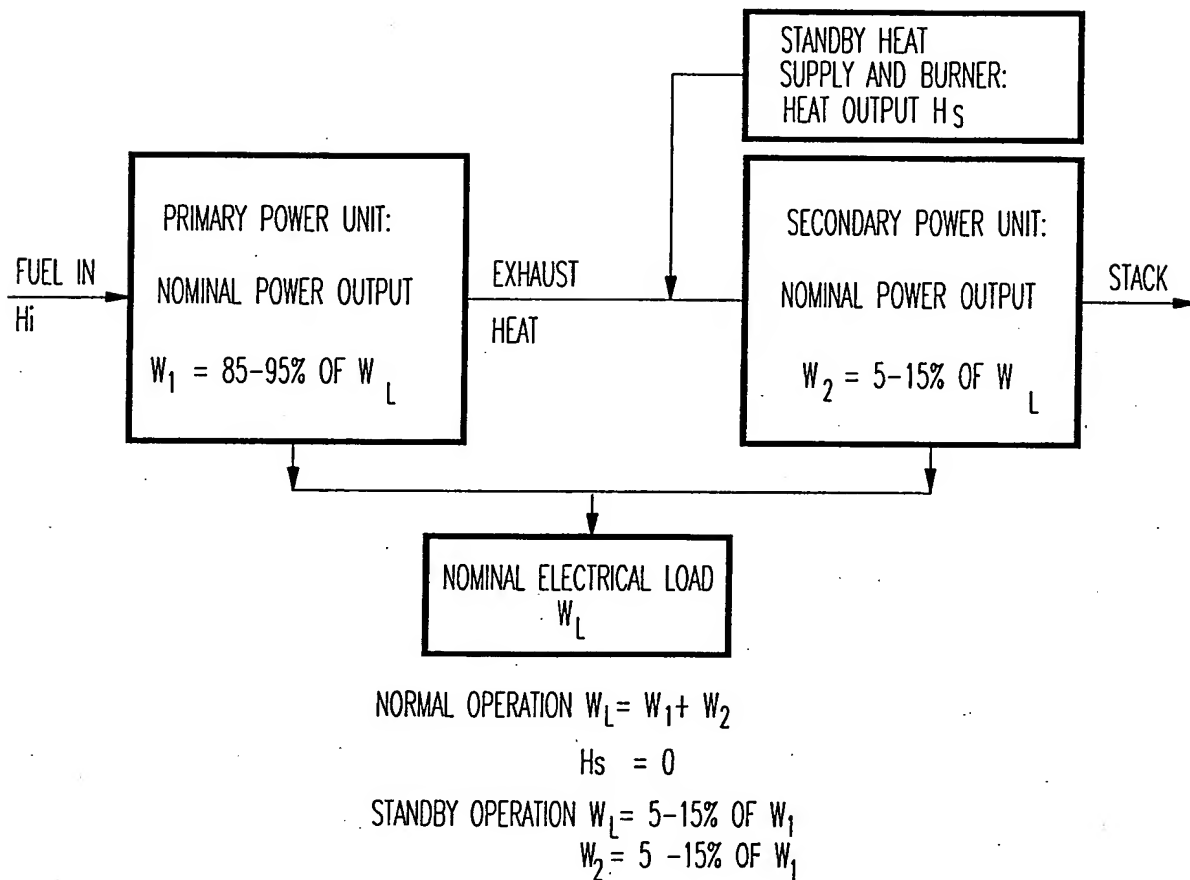 STANDBY HEAT
SUPPLY AND BURNER:
HEAT OUTPUT HS
PRIMARY POWER UNIT:
NOMINAL POWER OUTPUT
W1 = 85-95% OF WL
FUEL IN
Hi
EXHAUST
HEAT
SECONDARY POWER UNIT:
NOMINAL POWER OUTPUT
W2 = 5-15% OF WL
STACK
NOMINAL ELECTRICAL LOAD
WL
NORMAL OPERATION WL= W1+ W2
Hs = 0
STANDBY OPERATION WL= 5-15% OF W1
W2= 5 -15% OF W1